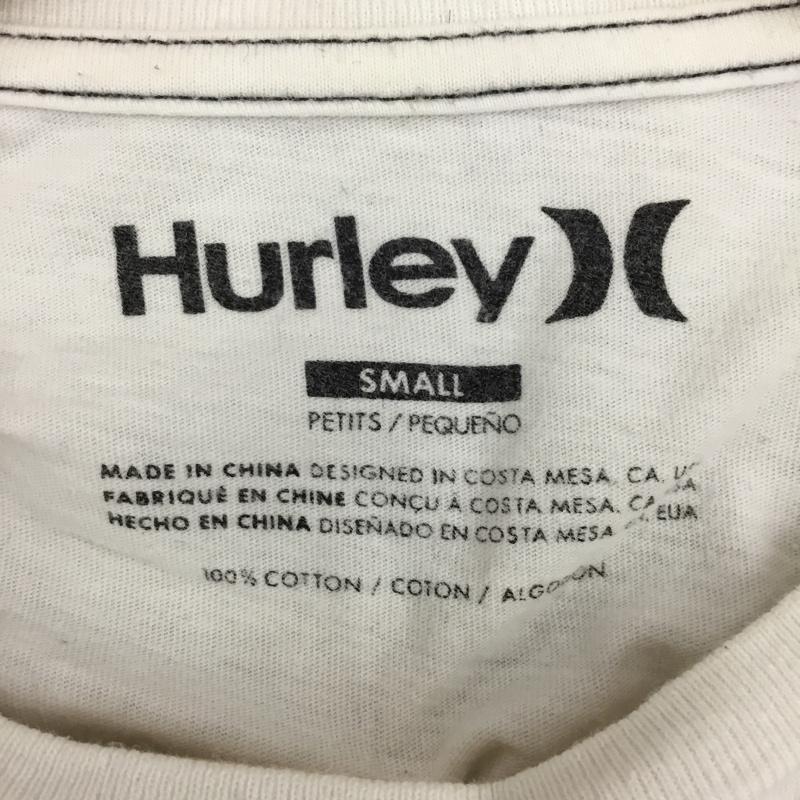 Hurley
SMALL
PETITS / PEQUEÑO
MADE IN CHINA DESIGNED IN COSTA MESA, CA.
FABRIQUÉ EN CHINE CONÇU À COSTA MESA,
HECHO EN CHINA DISEÑADO EN COSTA MESA EUA
100% COTTON / COTON /